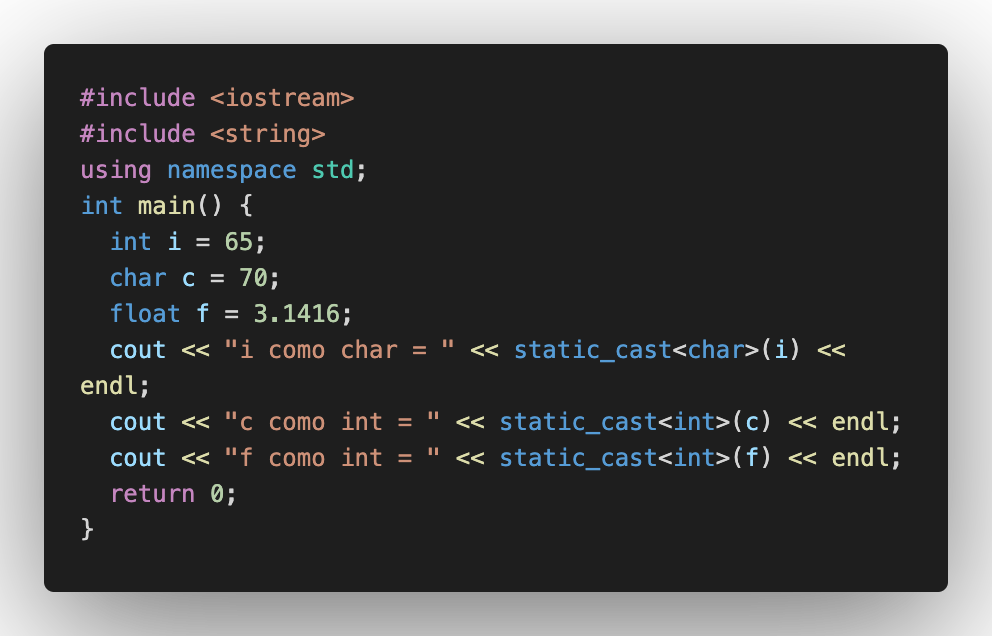 #include <iostream>
#include <string>
using namespace std;
int main() {
  int i = 65;
  char c = 70;
  float f = 3.1416;
  cout << "i como char = " << static_cast<char>(i) <<
endl;
  cout << "c como int = " << static_cast<int>(c) << endl;
  cout << "f como int = " << static_cast<int>(f) << endl;
  return 0;
}